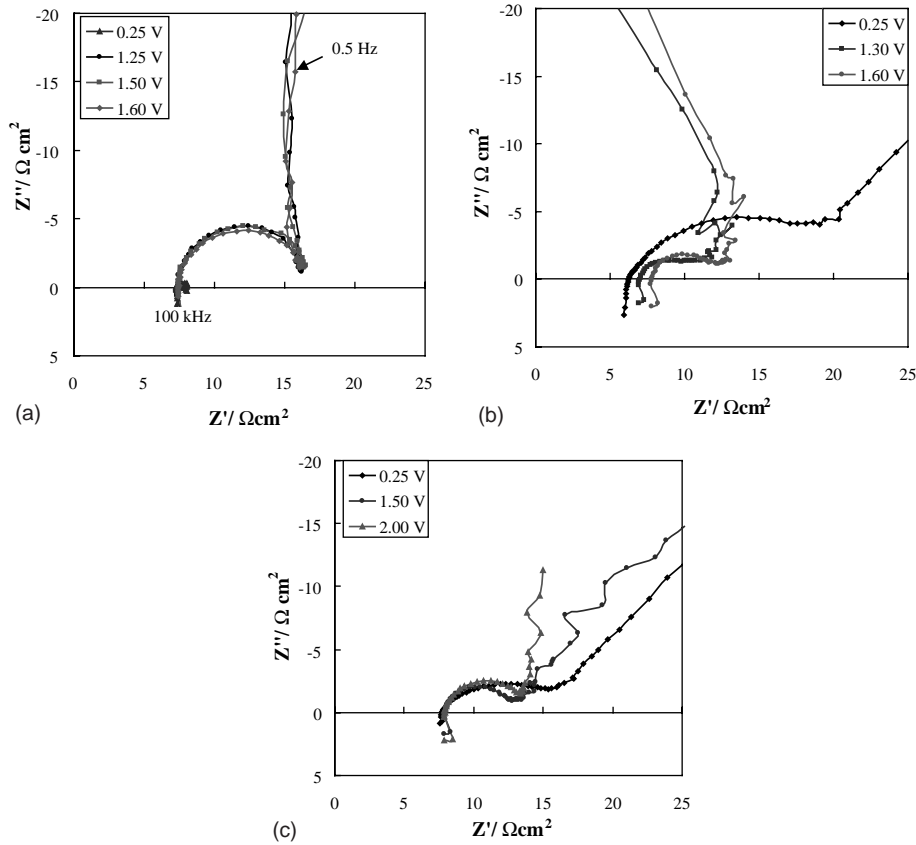 -20
-15
-10
-5
0
5
Z''/ Ω cm²
0.25 V
1.25 V
1.50 V
1.60 V
0.5 Hz
100 kHz
0 5 10 15 20 25
Z'/ Ωcm²
(a)
-20
-15
-10
-5
0
5
Z''/ Ω cm²
0.25 V
1.30 V
1.60 V
0 5 10 15 20 25
Z'/ Ωcm²
(b)
-20
-15
-10
-5
0
5
Z''/ Ω cm²
0.25 V
1.50 V
2.00 V
0 5 10 15 20 25
Z'/ Ωcm²
(c)